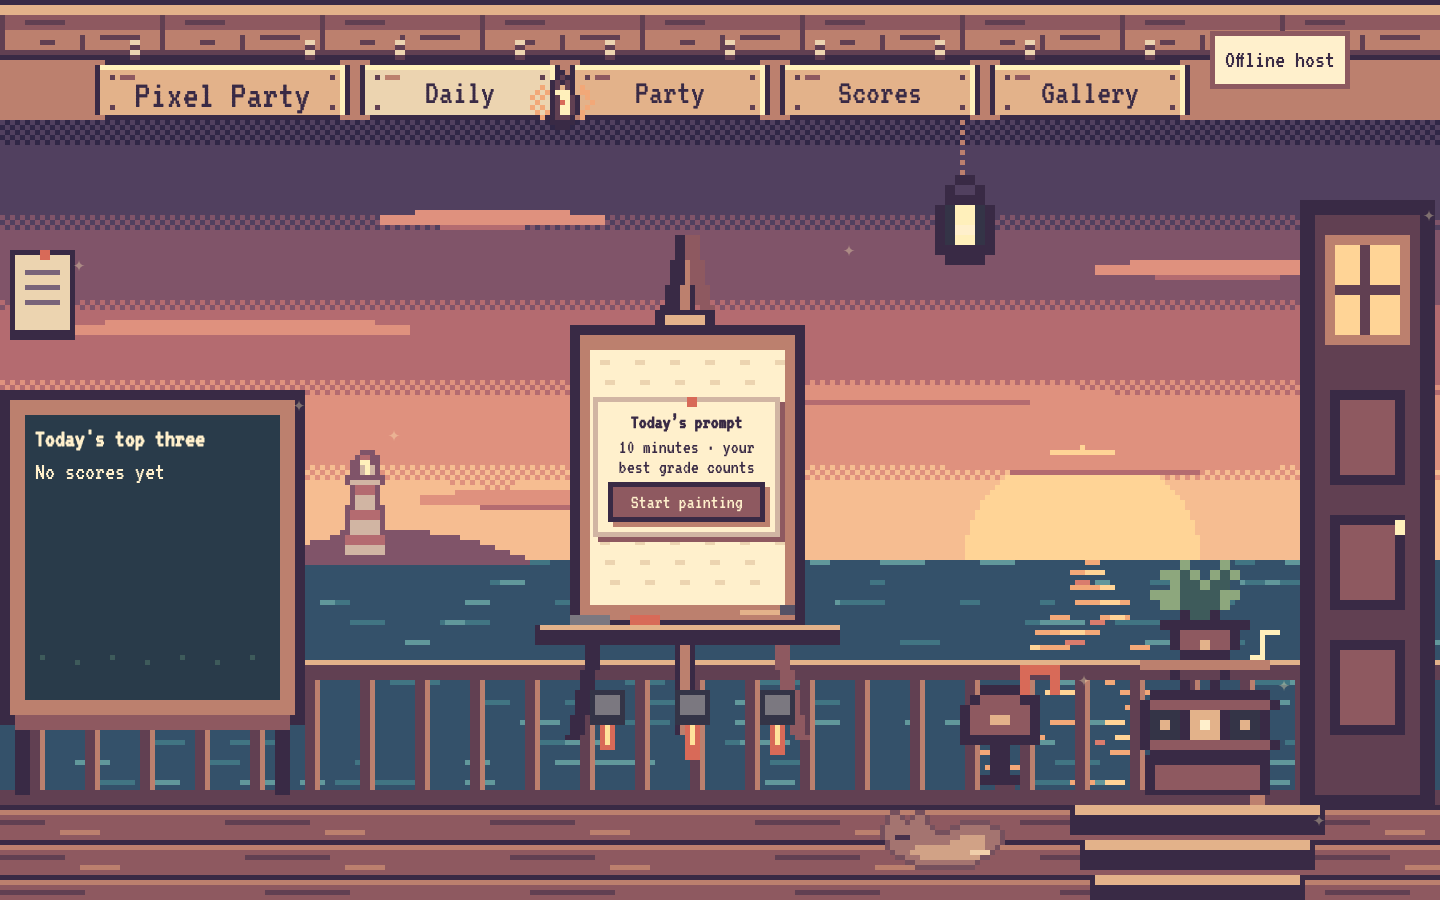 Pixel Party
Daily
Party
Scores
Gallery
Offline host
Today's top three
No scores yet
Today's prompt
10 minutes · your
best grade counts
Start painting